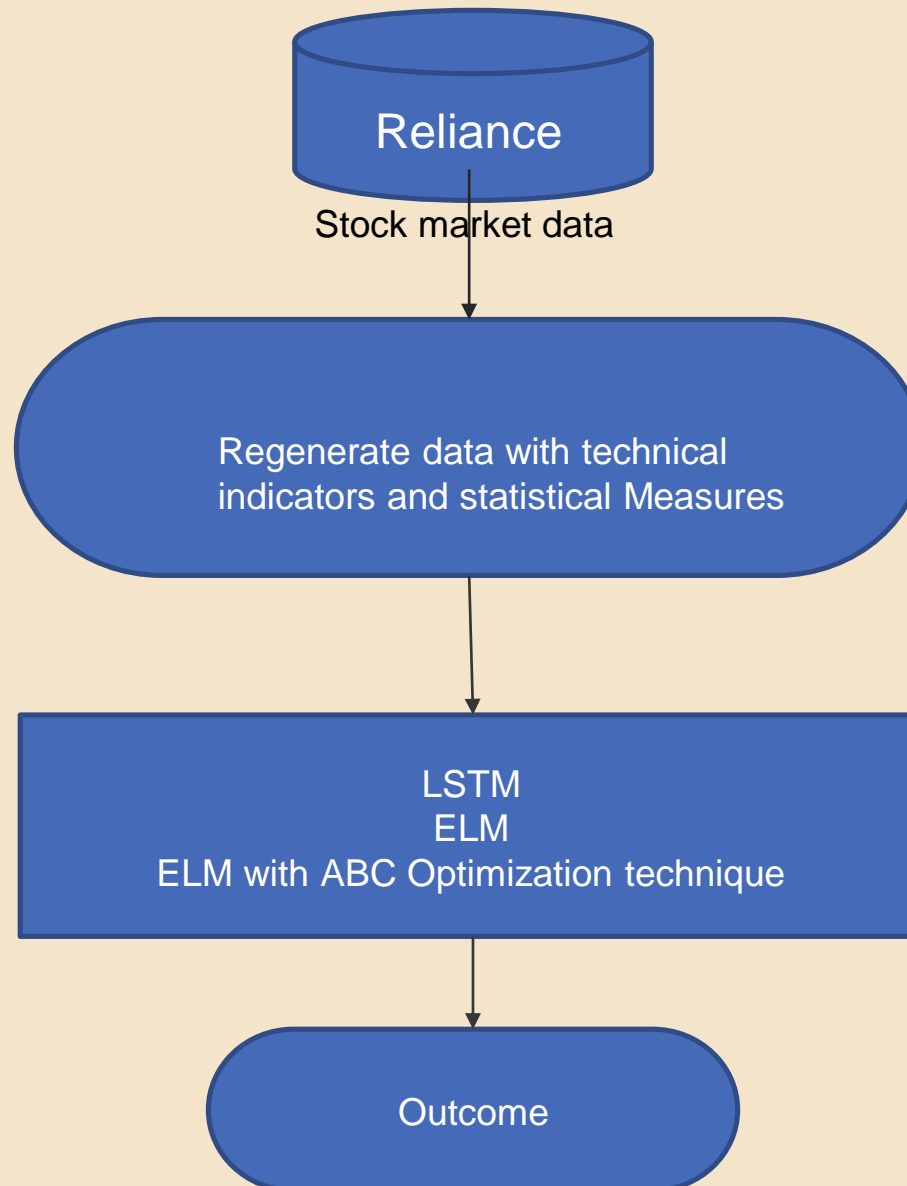 Reliance
Stock market data
Regenerate data with technical
indicators and statistical Measures
LSTM
ELM
ELM with ABC Optimization technique
Outcome